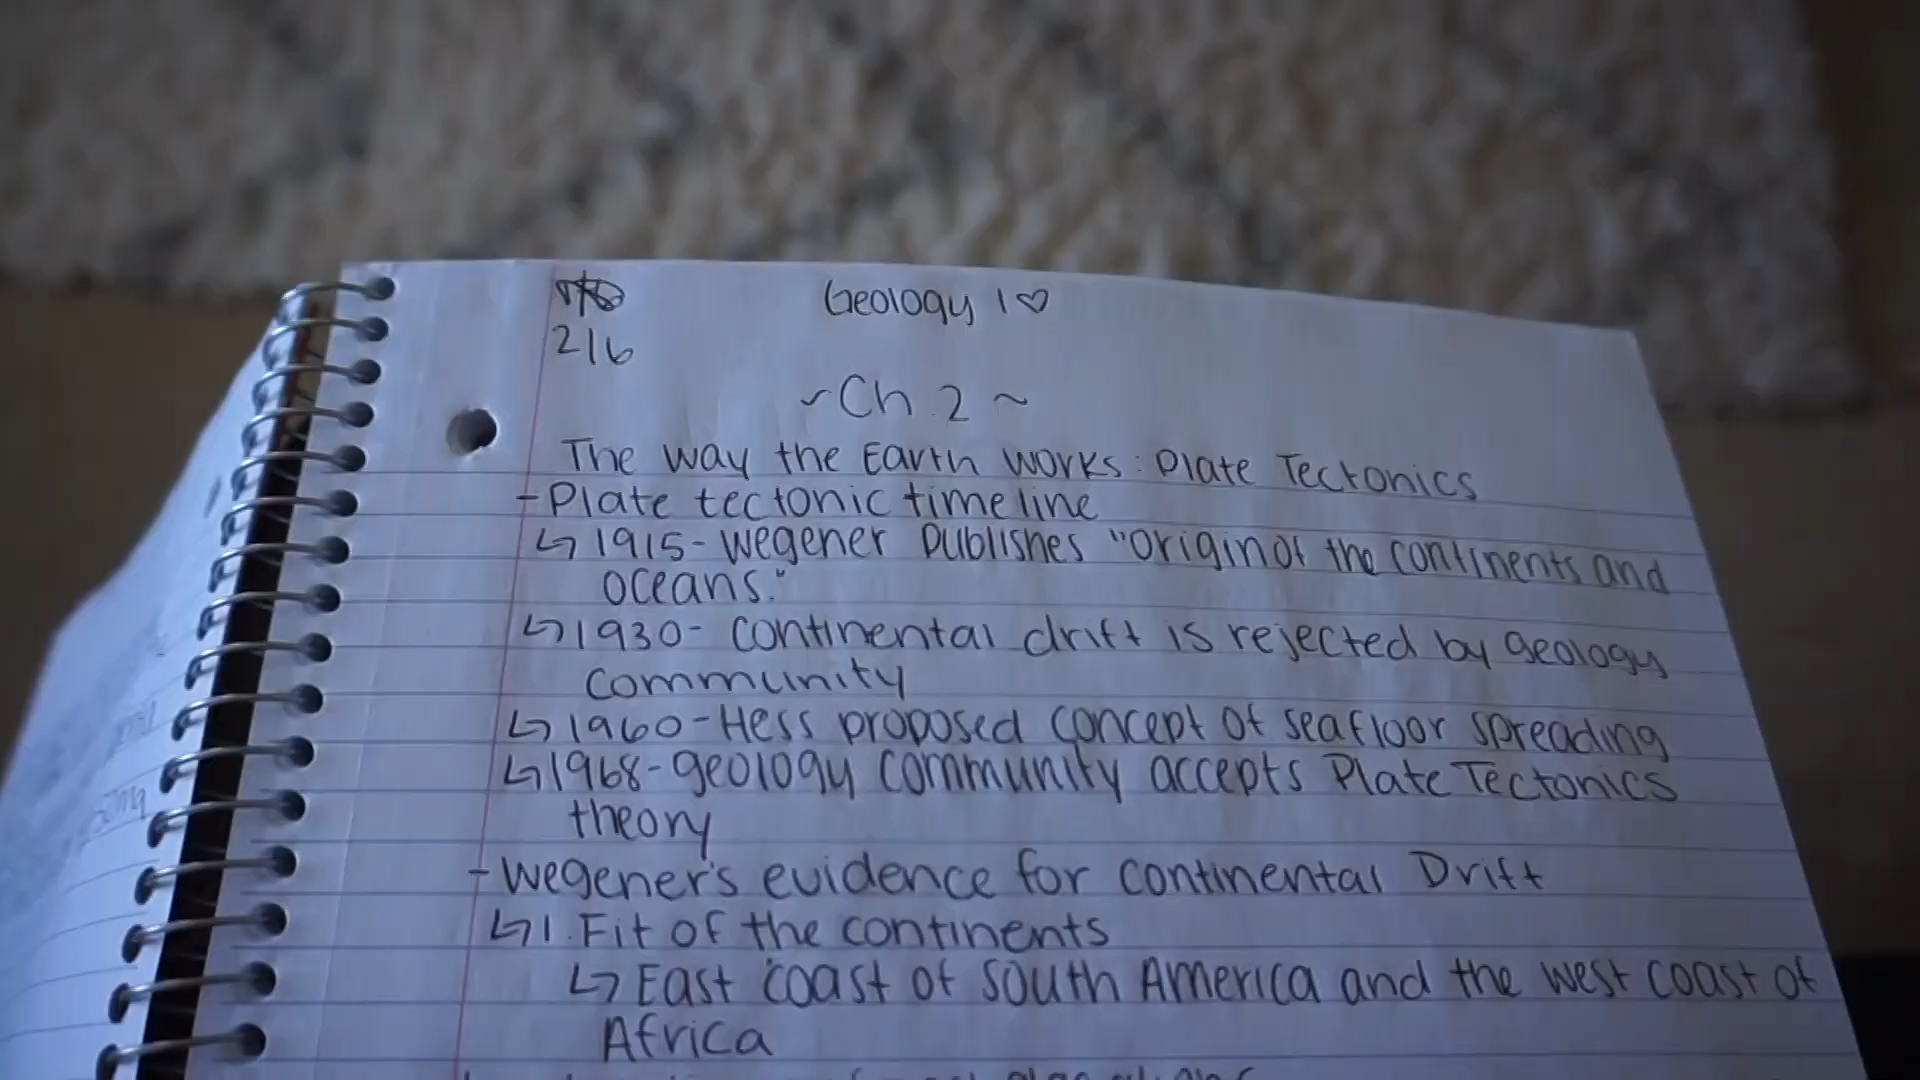 Geology 1♡
2/6
~Ch. 2~
The way the Earth works: Plate Tectonics
-Plate tectonic timeline
↳1915-Wegener Publishes "Origin of the continents and
oceans."
↳1930-continental drift is rejected by geology
community
↳1960-Hess proposed concept of seafloor spreading
↳1968-geology community accepts Plate Tectonics
theory
-Wegener's evidence for continental Drift
↳1. Fit of the continents
↳East coast of South America and the west coast of
Africa